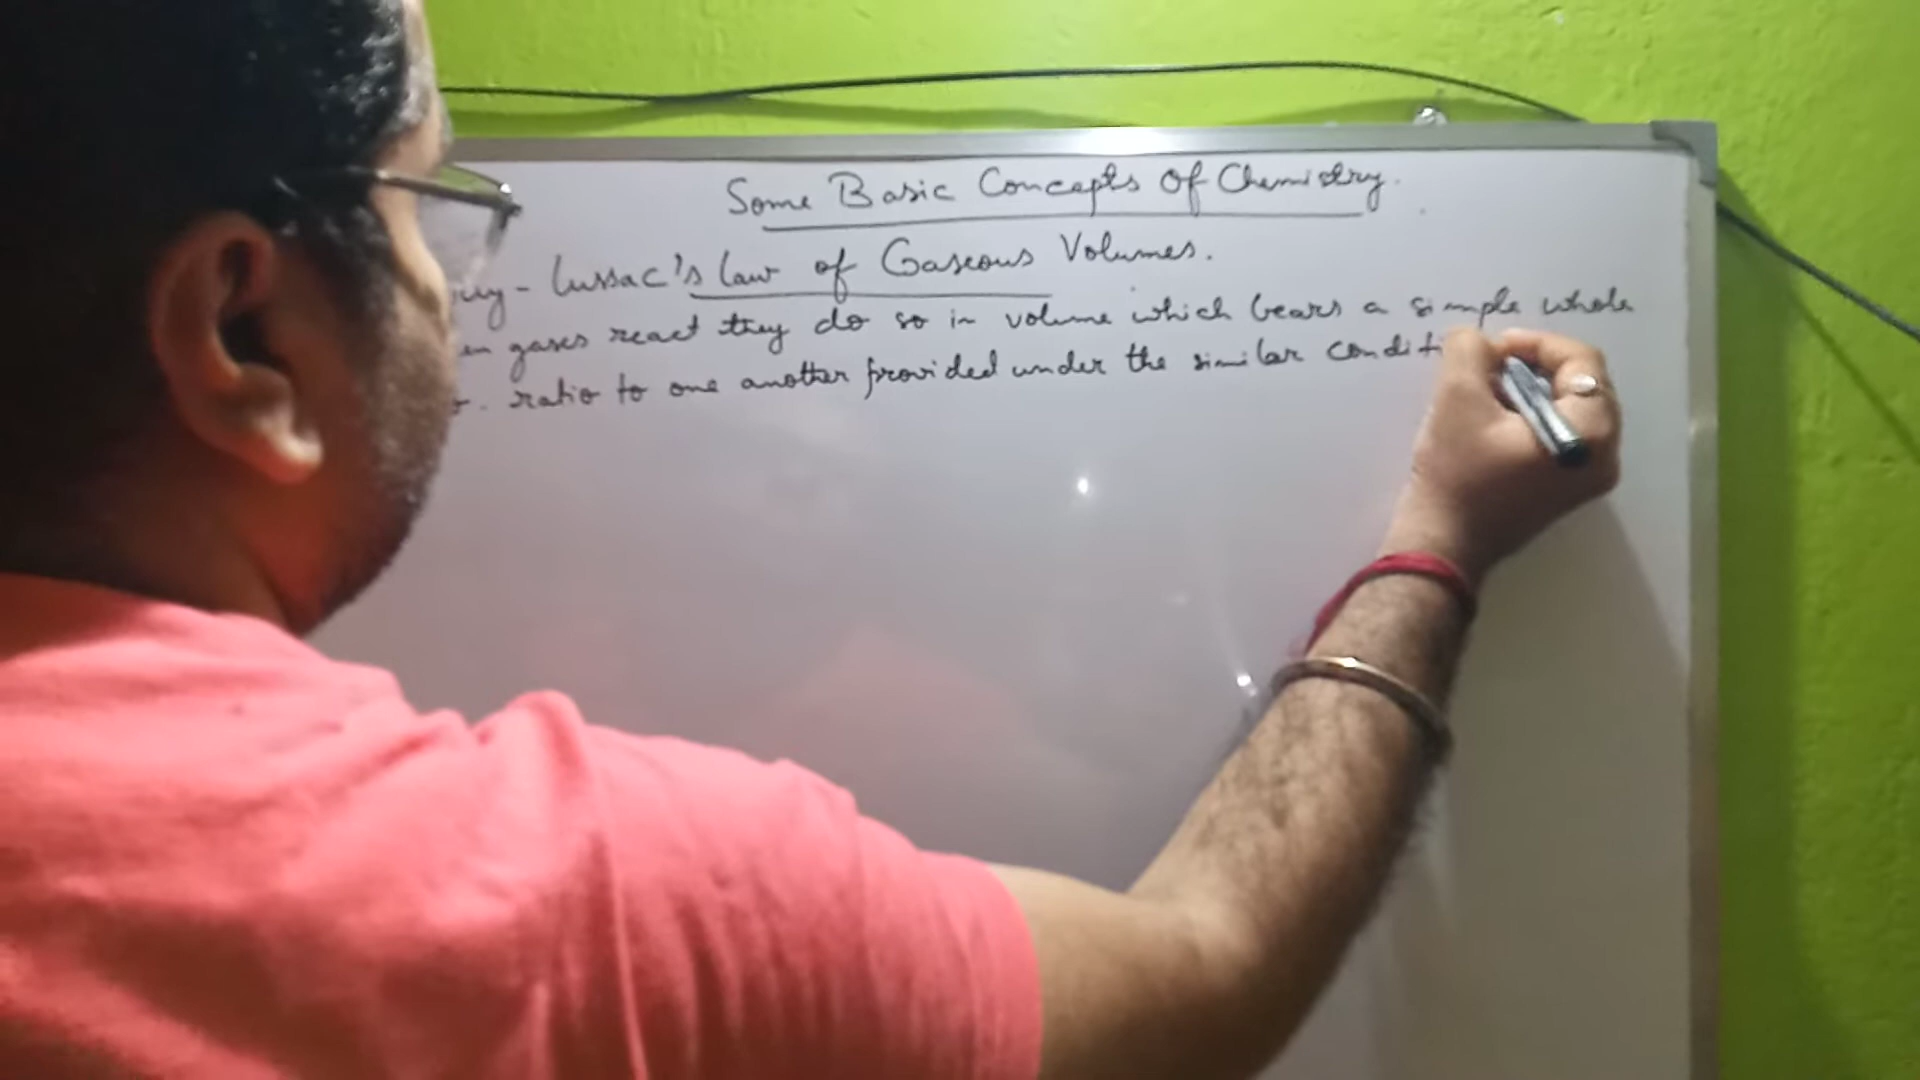 Some Basic Concepts Of Chemistry.
Lussac's law of Gaseous Volumes.
gases react they do so in volume which bears a simple whole
ratio to one another provided under the similar